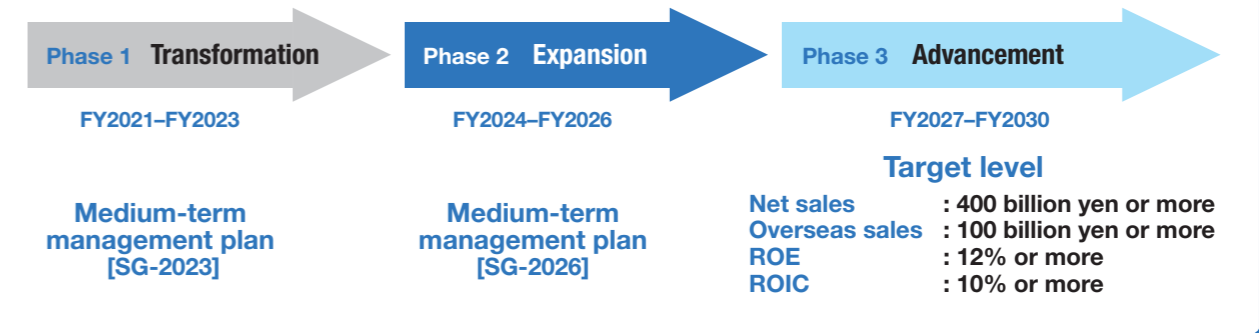 Phase 1 Transformation
Phase 2 Expansion
Phase 3 Advancement
FY2021–FY2023
FY2024–FY2026
FY2027–FY2030
Medium-term
management plan
[SG-2023]
Medium-term
management plan
[SG-2026]
Target level
Net sales : 400 billion yen or more
Overseas sales : 100 billion yen or more
ROE : 12% or more
ROIC : 10% or more